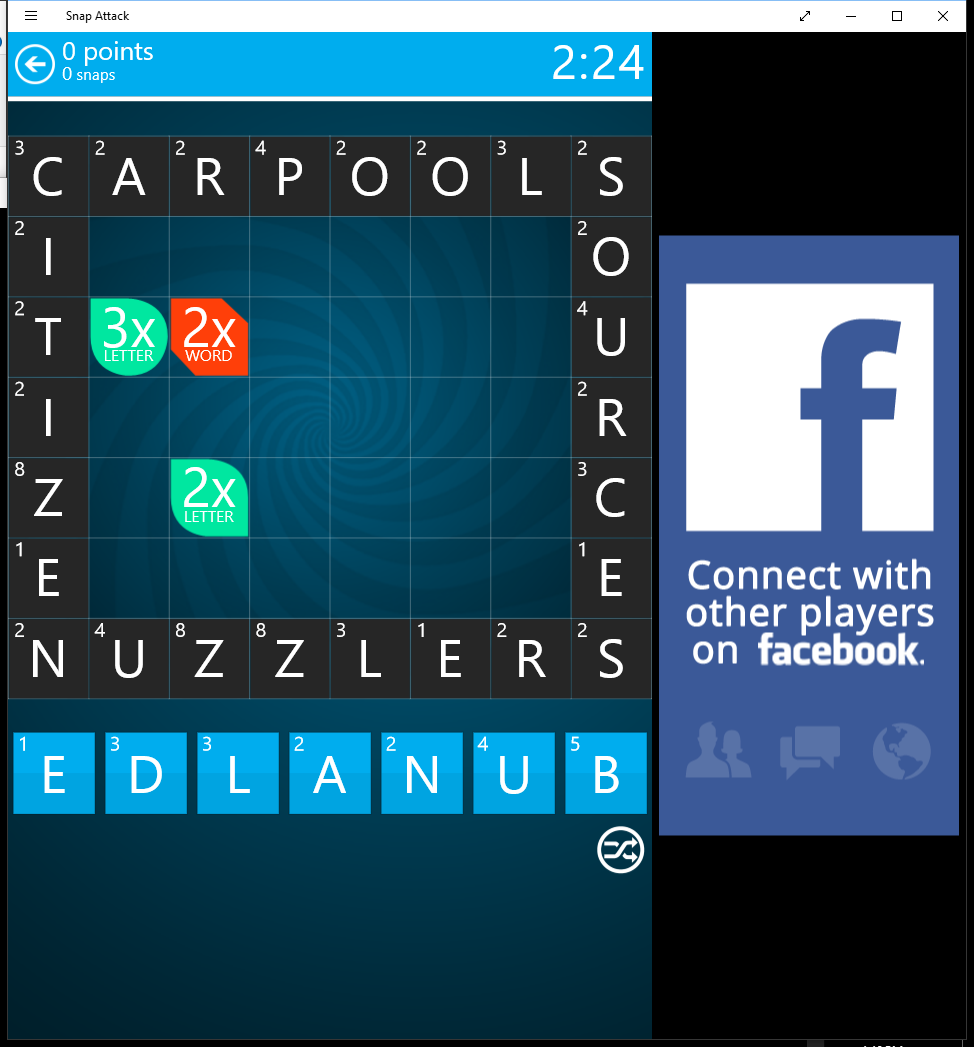 Snap Attack
0 points
0 snaps
2:24
3 C 2 A 2 R 4 P 2 O 2 O 3 L 2 S
2 I 2 O
2 T 3x LETTER 2x WORD 4 U
2 I 2 R
8 Z 2x LETTER 3 C
1 E 1 E
2 N 4 U 8 Z 8 Z 3 L 1 E 2 R 2 S
1 E 3 D 3 L 2 A 2 N 4 U 5 B
f
Connect with
other players
on facebook.